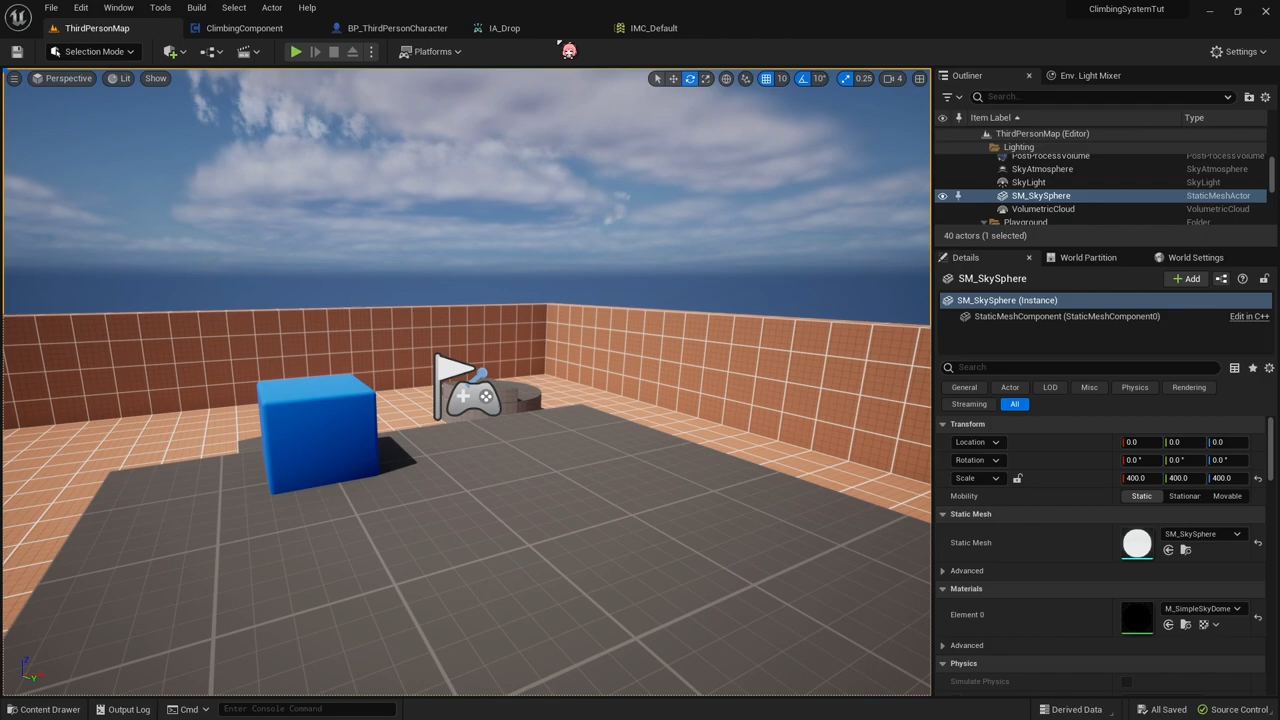 File Edit Window Tools Build Select Actor Help
ClimbingSystemTut
ThirdPersonMap
ClimbingComponent
BP_ThirdPersonCharacter
IA_Drop
IMC_Default
Selection Mode
Platforms
Settings
Perspective
Lit
Show
10
10°
0.25
4
Outliner
Env. Light Mixer
Search...
Item Label Type
ThirdPersonMap (Editor)
Lighting
PostProcessVolume PostProcessVolume
SkyAtmosphere SkyAtmosphere
SkyLight SkyLight
SM_SkySphere StaticMeshActor
VolumetricCloud VolumetricCloud
Playground Folder
40 actors (1 selected)
Details
World Partition
World Settings
SM_SkySphere
Add
SM_SkySphere (Instance)
StaticMeshComponent (StaticMeshComponent0) Edit in C++
Search
General Actor LOD Misc Physics Rendering
Streaming All
Transform
Location 0.0 0.0 0.0
Rotation 0.0 ° 0.0 ° 0.0 °
Scale 400.0 400.0 400.0
Mobility Static Stationar Movable
Static Mesh
Static Mesh SM_SkySphere
Advanced
Materials
Element 0 M_SimpleSkyDome
Advanced
Physics
Simulate Physics
Z
Y
Content Drawer
Output Log
Cmd
Enter Console Command
Derived Data
All Saved
Source Control